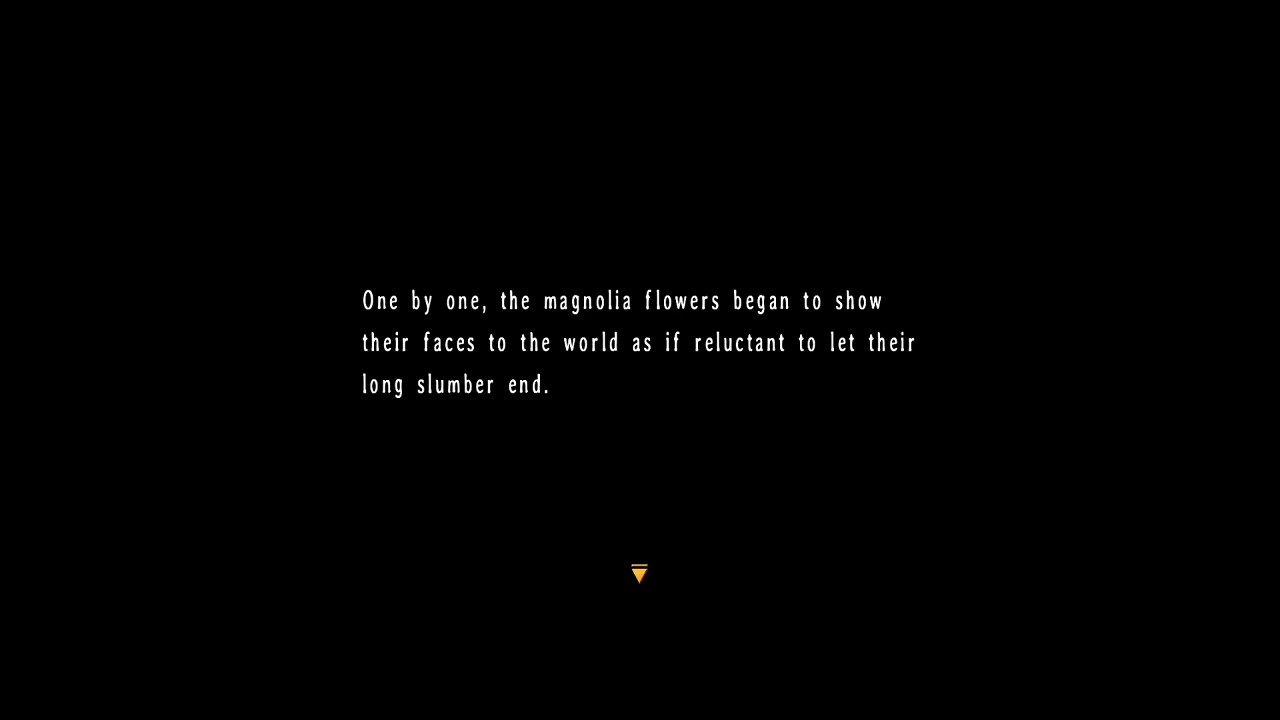 One by one, the magnolia flowers began to show
their faces to the world as if reluctant to let their
long slumber end.